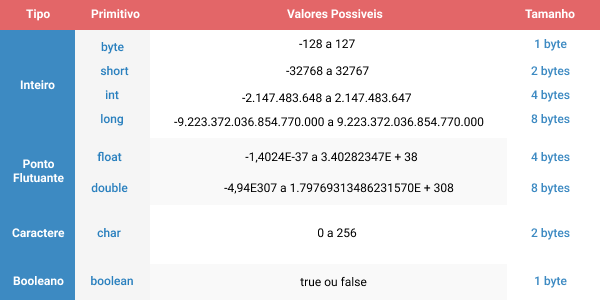 Tipo Primitivo Valores Possiveis Tamanho
Inteiro
byte -128 a 127 1 byte
short -32768 a 32767 2 bytes
int -2.147.483.648 a 2.147.483.647 4 bytes
long -9.223.372.036.854.770.000 a 9.223.372.036.854.770.000 8 bytes
Ponto
Flutuante
float -1,4024E-37 a 3.40282347E + 38 4 bytes
double -4,94E307 a 1.79769313486231570E + 308 8 bytes
Caractere char 0 a 256 2 bytes
Booleano boolean true ou false 1 byte